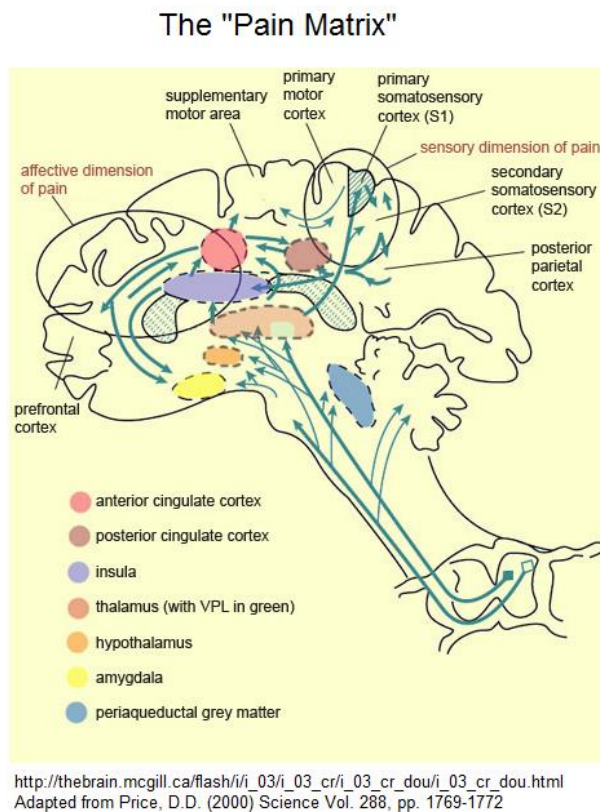 The "Pain Matrix"
supplementary
motor area
primary
motor
cortex
primary
somatosensory
cortex (S1)
affective dimension
of pain
sensory dimension of pain
secondary
somatosensory
cortex (S2)
posterior
parietal
cortex
prefrontal
cortex
anterior cingulate cortex
posterior cingulate cortex
insula
thalamus (with VPL in green)
hypothalamus
amygdala
periaqueductal grey matter
http://thebrain.mcgill.ca/flash/i/i_03/i_03_cr/i_03_cr_dou/i_03_cr_dou.html
Adapted from Price, D.D. (2000) Science Vol. 288, pp. 1769-1772